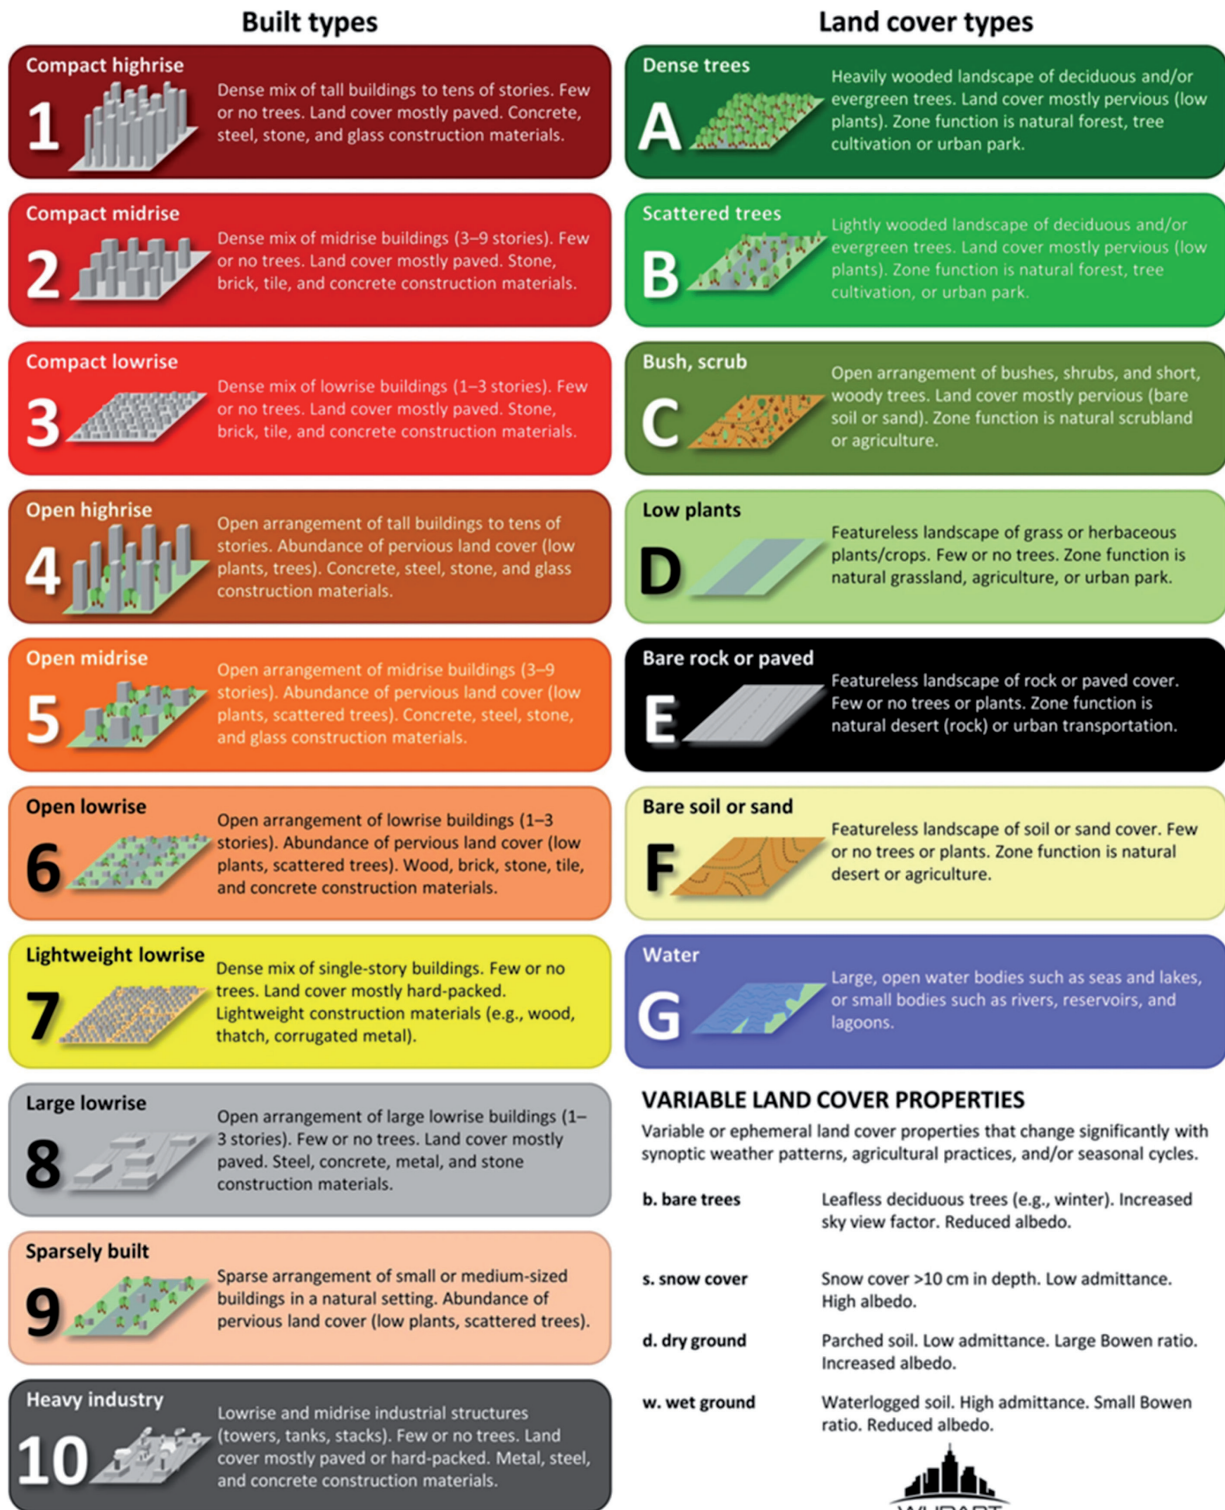 Built types
Compact highrise
1
Dense mix of tall buildings to tens of stories. Few
or no trees. Land cover mostly paved. Concrete,
steel, stone, and glass construction materials.
Compact midrise
2
Dense mix of midrise buildings (3–9 stories). Few
or no trees. Land cover mostly paved. Stone,
brick, tile, and concrete construction materials.
Compact lowrise
3
Dense mix of lowrise buildings (1–3 stories). Few
or no trees. Land cover mostly paved. Stone,
brick, tile, and concrete construction materials.
Open highrise
4
Open arrangement of tall buildings to tens of
stories. Abundance of pervious land cover (low
plants, trees). Concrete, steel, stone, and glass
construction materials.
Open midrise
5
Open arrangement of midrise buildings (3–9
stories). Abundance of pervious land cover (low
plants, scattered trees). Concrete, steel, stone,
and glass construction materials.
Open lowrise
6
Open arrangement of lowrise buildings (1–3
stories). Abundance of pervious land cover (low
plants, scattered trees). Wood, brick, stone, tile,
and concrete construction materials.
Lightweight lowrise
7
Dense mix of single-story buildings. Few or no
trees. Land cover mostly hard-packed.
Lightweight construction materials (e.g., wood,
thatch, corrugated metal).
Large lowrise
8
Open arrangement of large lowrise buildings (1–
3 stories). Few or no trees. Land cover mostly
paved. Steel, concrete, metal, and stone
construction materials.
Sparsely built
9
Sparse arrangement of small or medium-sized
buildings in a natural setting. Abundance of
pervious land cover (low plants, scattered trees).
Heavy industry
10
Lowrise and midrise industrial structures
(towers, tanks, stacks). Few or no trees. Land
cover mostly paved or hard-packed. Metal, steel,
and concrete construction materials.
Land cover types
Dense trees
A
Heavily wooded landscape of deciduous and/or
evergreen trees. Land cover mostly pervious (low
plants). Zone function is natural forest, tree
cultivation or urban park.
Scattered trees
B
Lightly wooded landscape of deciduous and/or
evergreen trees. Land cover mostly pervious (low
plants). Zone function is natural forest, tree
cultivation, or urban park.
Bush, scrub
C
Open arrangement of bushes, shrubs, and short,
woody trees. Land cover mostly pervious (bare
soil or sand). Zone function is natural scrubland
or agriculture.
Low plants
D
Featureless landscape of grass or herbaceous
plants/crops. Few or no trees. Zone function is
natural grassland, agriculture, or urban park.
Bare rock or paved
E
Featureless landscape of rock or paved cover.
Few or no trees or plants. Zone function is
natural desert (rock) or urban transportation.
Bare soil or sand
F
Featureless landscape of soil or sand cover. Few
or no trees or plants. Zone function is natural
desert or agriculture.
Water
G
Large, open water bodies such as seas and lakes,
or small bodies such as rivers, reservoirs, and
lagoons.
VARIABLE LAND COVER PROPERTIES
Variable or ephemeral land cover properties that change significantly with
synoptic weather patterns, agricultural practices, and/or seasonal cycles.
b. bare trees Leafless deciduous trees (e.g., winter). Increased
sky view factor. Reduced albedo.
s. snow cover Snow cover >10 cm in depth. Low admittance.
High albedo.
d. dry ground Parched soil. Low admittance. Large Bowen ratio.
Increased albedo.
w. wet ground Waterlogged soil. High admittance. Small Bowen
ratio. Reduced albedo.